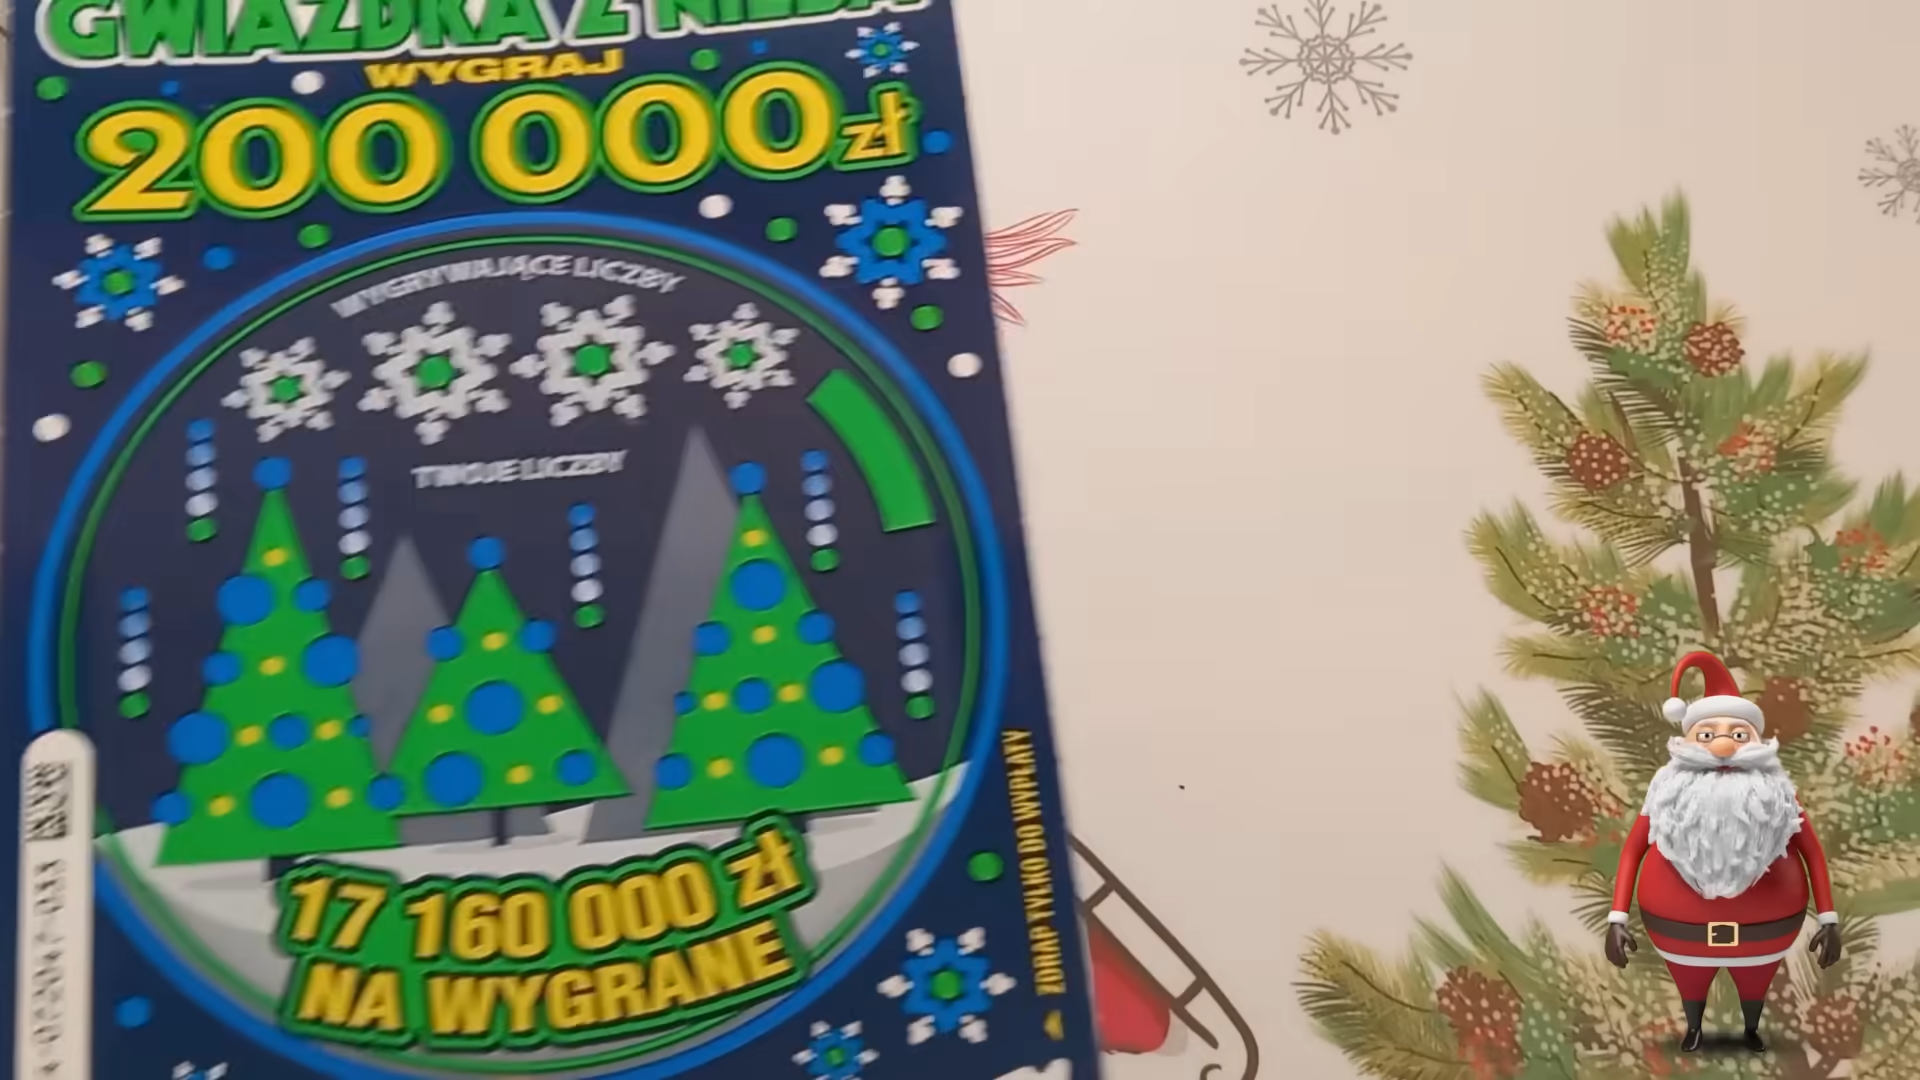 GWIAZDKA Z NIEBA
WYGRAJ
200 000 zł
WYGRYWAJĄCE LICZBY
TWOJE LICZBY
17 160 000 zł
NA WYGRANE
ZDRAP TYLKO DO WYPŁATY